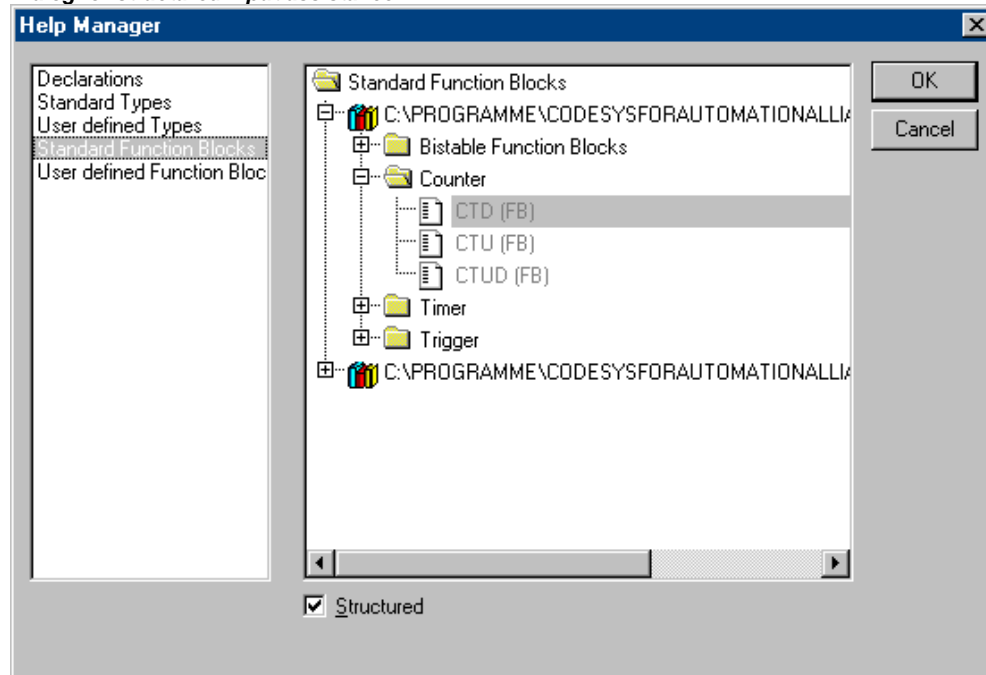 Help Manager
Declarations
Standard Types
User defined Types
Standard Function Blocks
User defined Function Bloc
Standard Function Blocks
C:\PROGRAMME\CODESYSFORAUTOMATIONALLIA
Bistable Function Blocks
Counter
CTD (FB)
CTU (FB)
CTUD (FB)
Timer
Trigger
C:\PROGRAMME\CODESYSFORAUTOMATIONALLIA
Structured
OK
Cancel